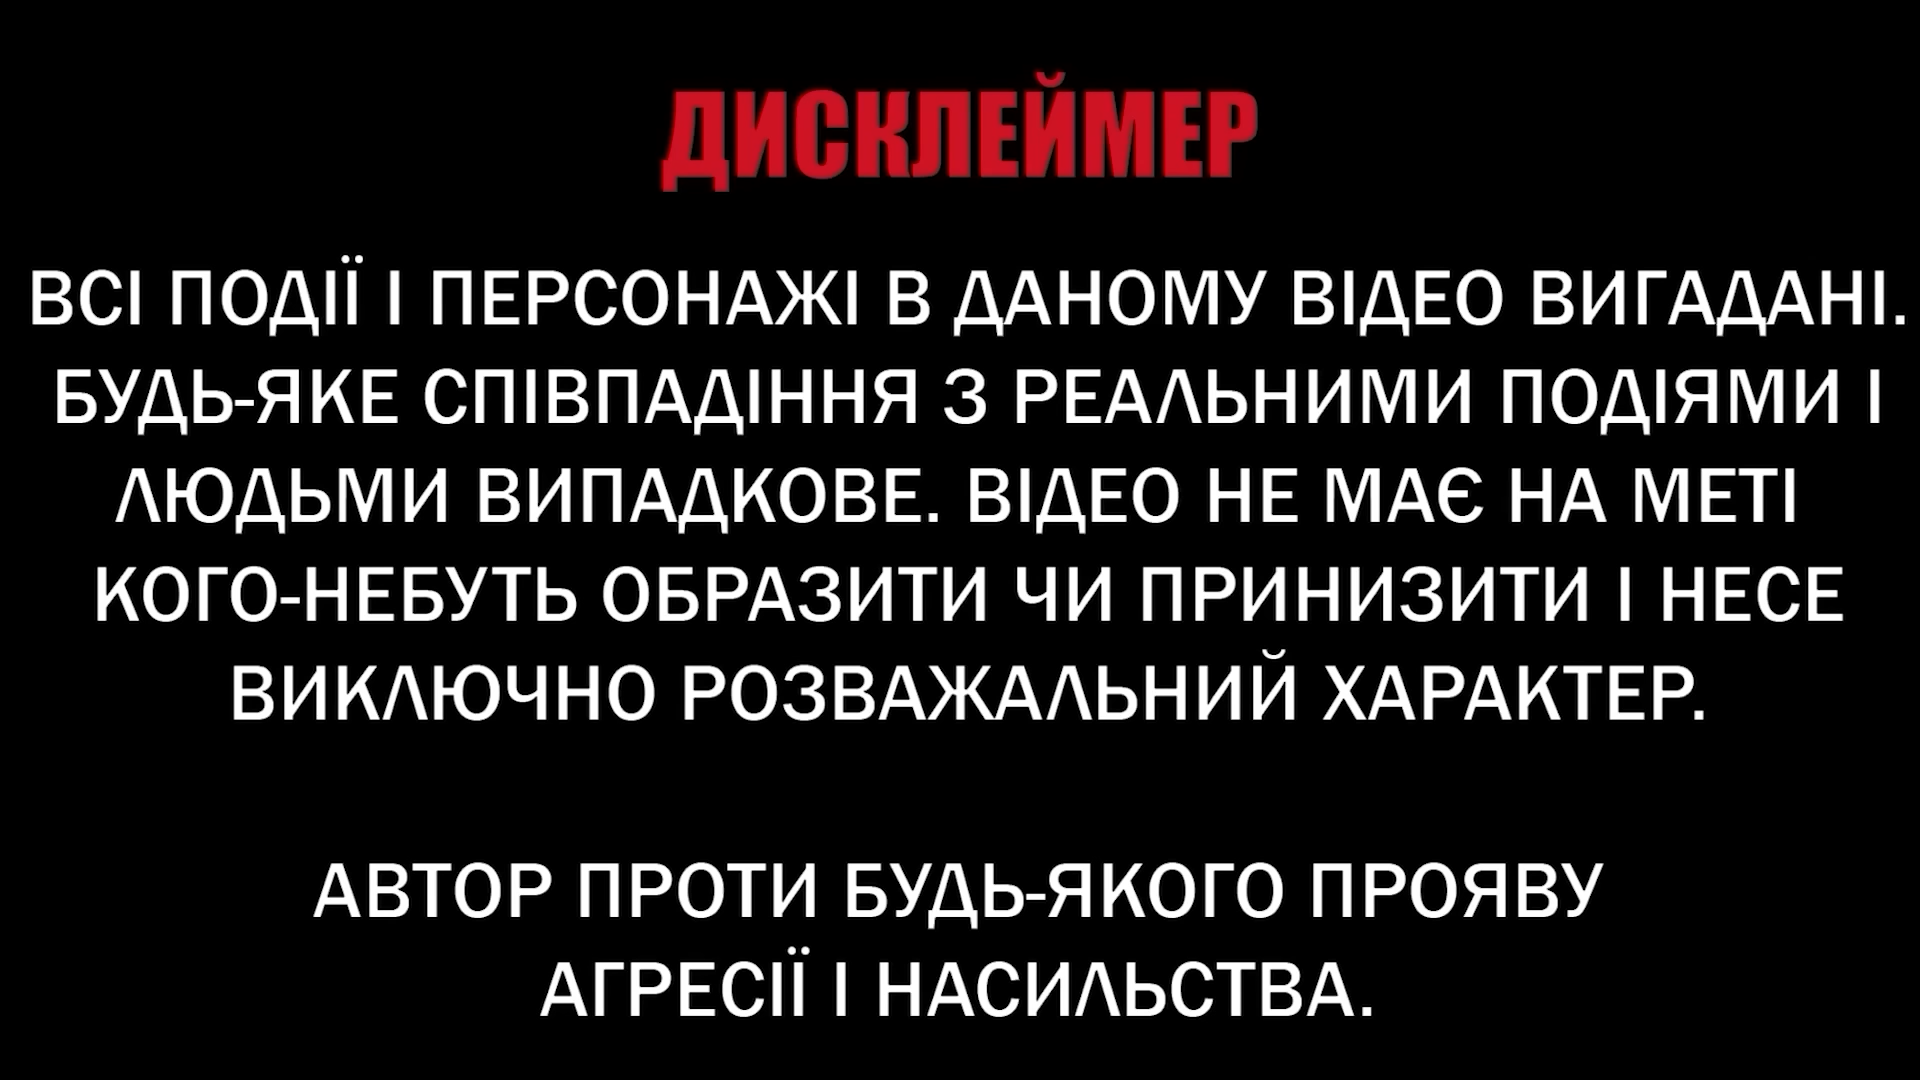 ДИСКЛЕЙМЕР
ВСІ ПОДІЇ І ПЕРСОНАЖІ В ДАНОМУ ВІДЕО ВИГАДАНІ.
БУДЬ-ЯКЕ СПІВПАДІННЯ З РЕАЛЬНИМИ ПОДІЯМИ І
ЛЮДЬМИ ВИПАДКОВЕ. ВІДЕО НЕ МАЄ НА МЕТІ
КОГО-НЕБУТЬ ОБРАЗИТИ ЧИ ПРИНИЗИТИ І НЕСЕ
ВИКЛЮЧНО РОЗВАЖАЛЬНИЙ ХАРАКТЕР.
АВТОР ПРОТИ БУДЬ-ЯКОГО ПРОЯВУ
АГРЕСІЇ І НАСИЛЬСТВА.